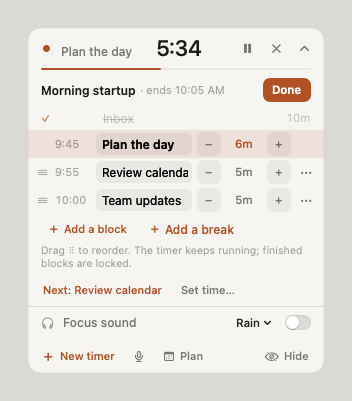 Plan the day 5:34
Morning startup · ends 10:05 AM Done
Inbox 10m
9:45 Plan the day − 6m +
9:55 Review calenda − 5m + ...
10:00 Team updates − 5m + ...
+ Add a block + Add a break
Drag ⠿ to reorder. The timer keeps running; finished
blocks are locked.
Next: Review calendar Set time...
Focus sound Rain
+ New timer Plan Hide